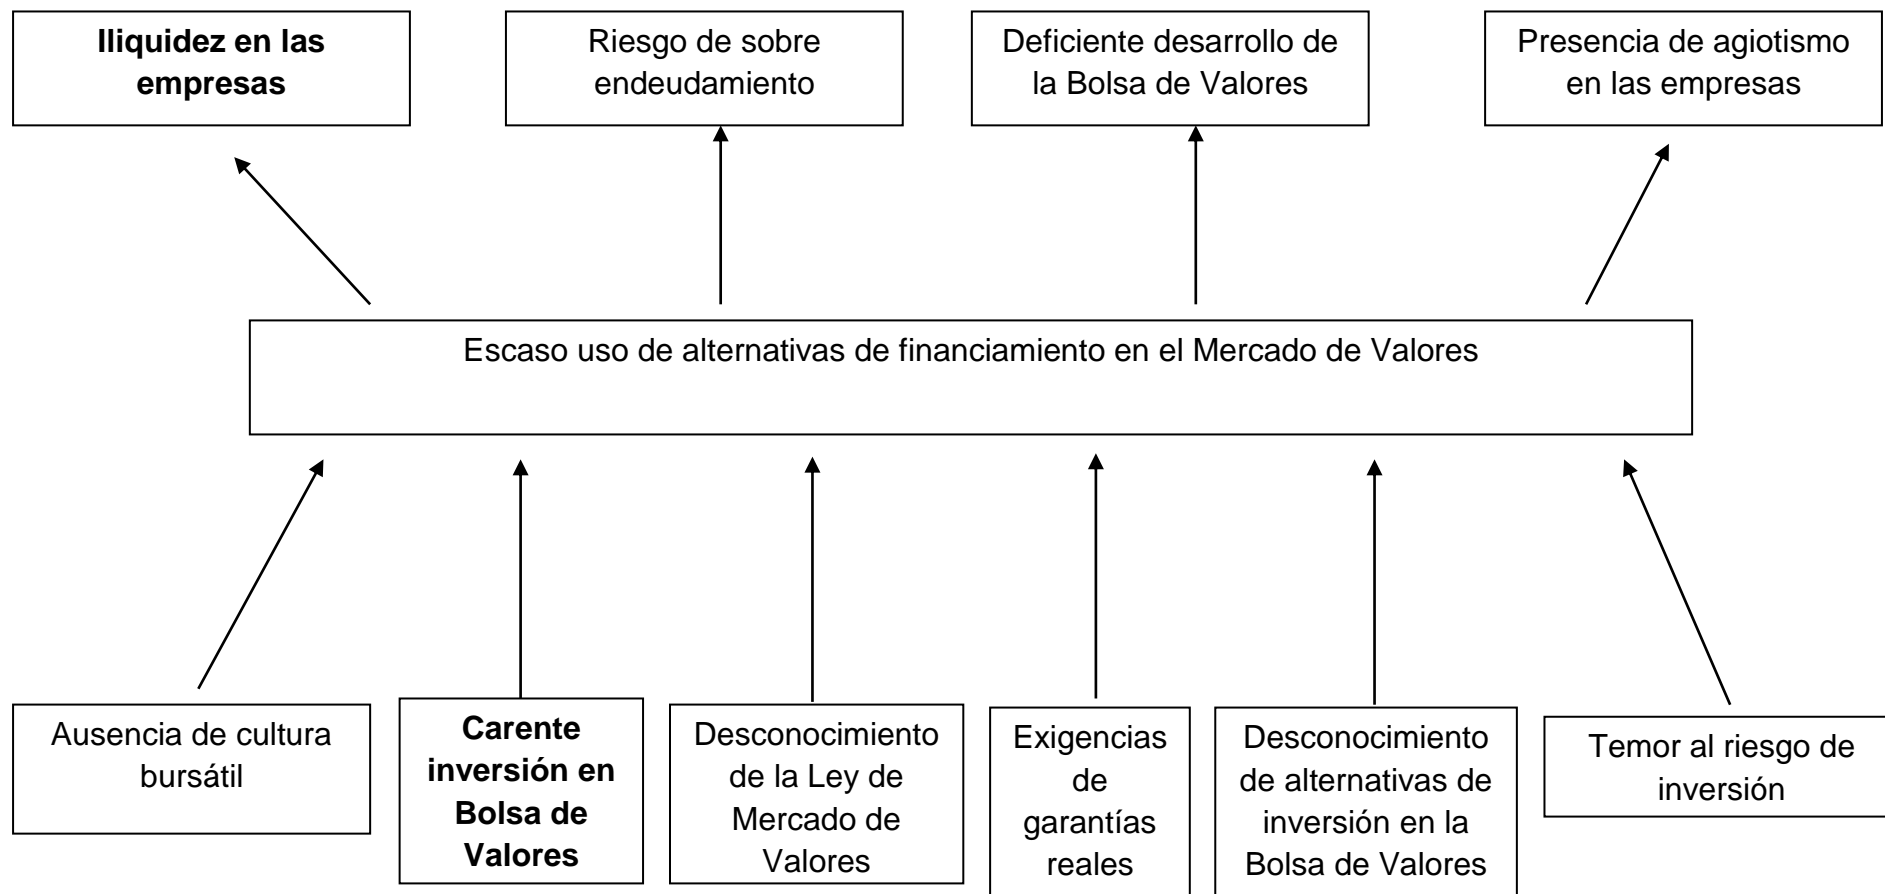 Iliquidez en las
empresas
Riesgo de sobre
endeudamiento
Deficiente desarrollo de
la Bolsa de Valores
Presencia de agiotismo
en las empresas
Escaso uso de alternativas de financiamiento en el Mercado de Valores
Ausencia de cultura
bursátil
Carente
inversión en
Bolsa de
Valores
Desconocimiento
de la Ley de
Mercado de
Valores
Exigencias
de
garantías
reales
Desconocimiento
de alternativas de
inversión en la
Bolsa de Valores
Temor al riesgo de
inversión